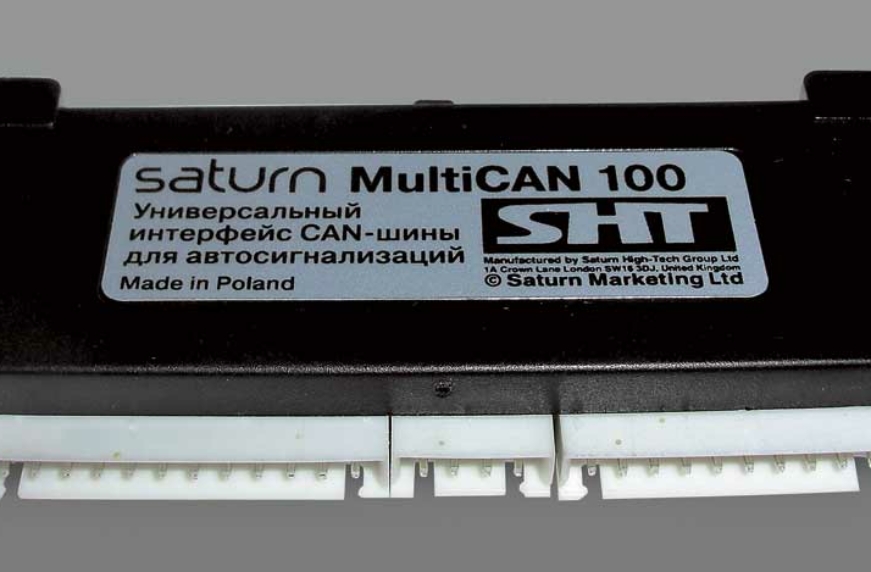 saturn MultiCAN 100
Универсальный
интерфейс CAN-шины
для автосигнализаций
Made in Poland
SHT
Manufactured by Saturn High-Tech Group Ltd
1A Crown Lane London SW16 3DJ, United Kingdom
© Saturn Marketing Ltd